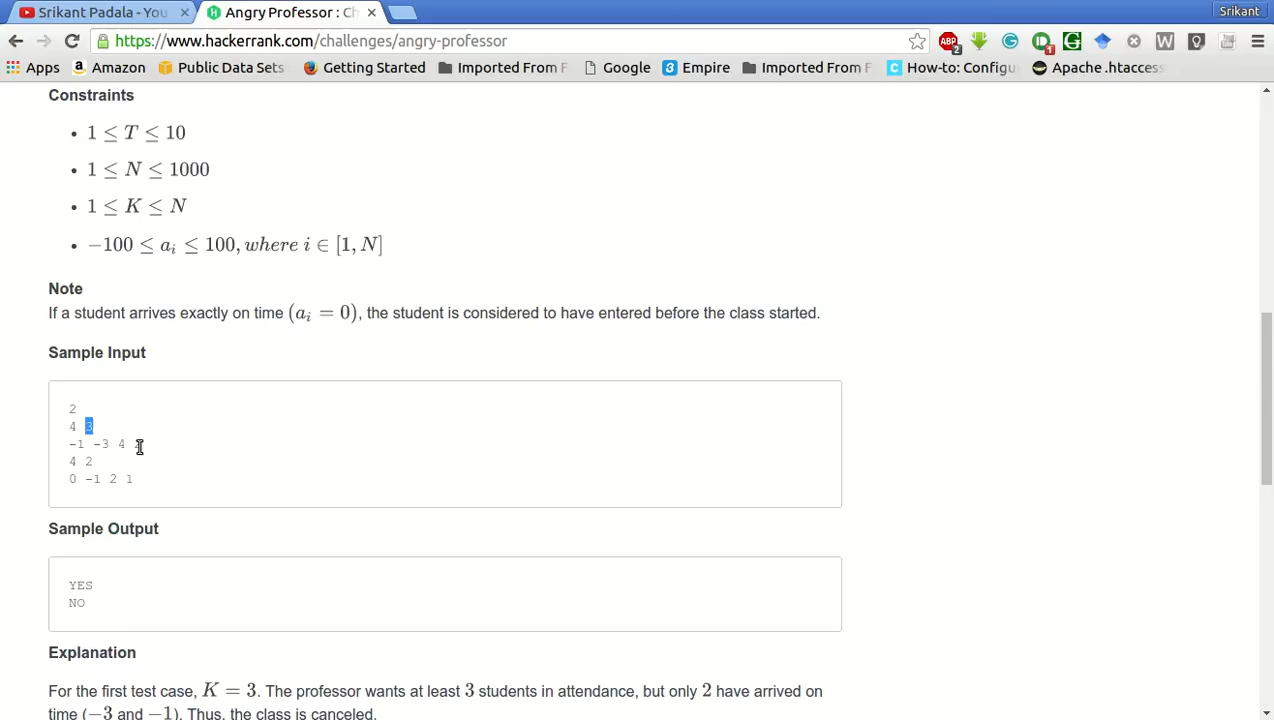 Srikant Padala - You
Angry Professor : Ch
Srikant
https://www.hackerrank.com/challenges/angry-professor
ABP
2
1
G
W
Apps
Amazon
Public Data Sets
Getting Started
Imported From F
Google
Empire
Imported From F
How-to: Configu
Apache .htaccess
Constraints
• 1 ≤ T ≤ 10
• 1 ≤ N ≤ 1000
• 1 ≤ K ≤ N
• −100 ≤ aᵢ ≤ 100, where i ∈ [1, N]
Note
If a student arrives exactly on time (aᵢ = 0), the student is considered to have entered before the class started.
Sample Input
2
4 3
-1 -3 4
4 2
0 -1 2 1
Sample Output
YES
NO
Explanation
For the first test case, K = 3. The professor wants at least 3 students in attendance, but only 2 have arrived on
time (−3 and −1). Thus, the class is canceled.